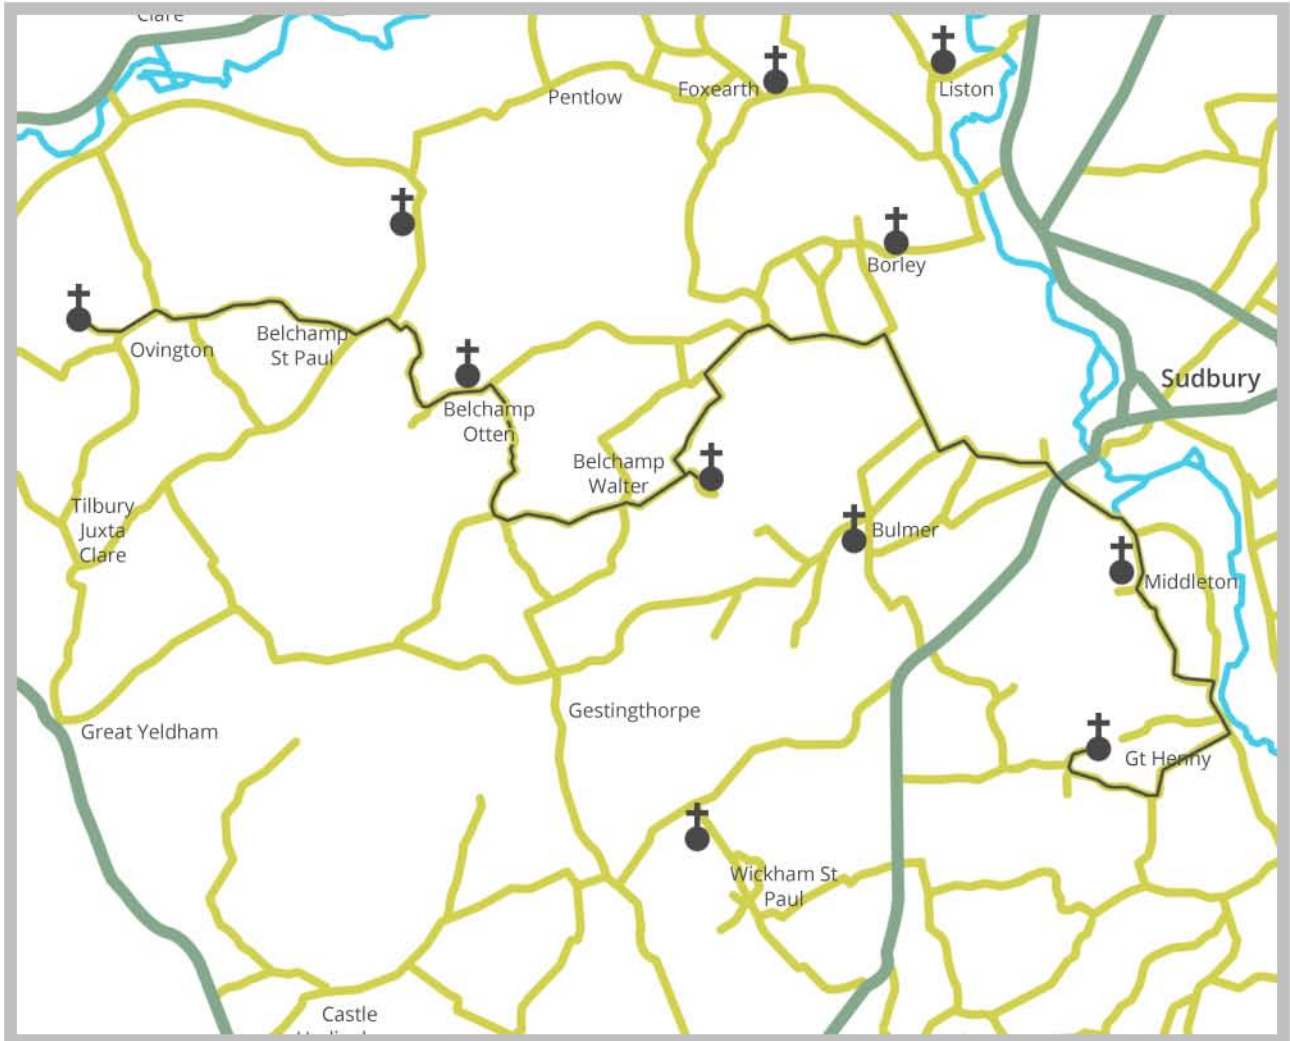 Clare
Liston
Foxearth
Pentlow
Borley
Ovington
Belchamp
St Paul
Sudbury
Belchamp
Otten
Belchamp
Walter
Tilbury
Juxta
Clare
Bulmer
Middleton
Gestingthorpe
Great Yeldham
Gt Henny
Wickham St
Paul
Castle